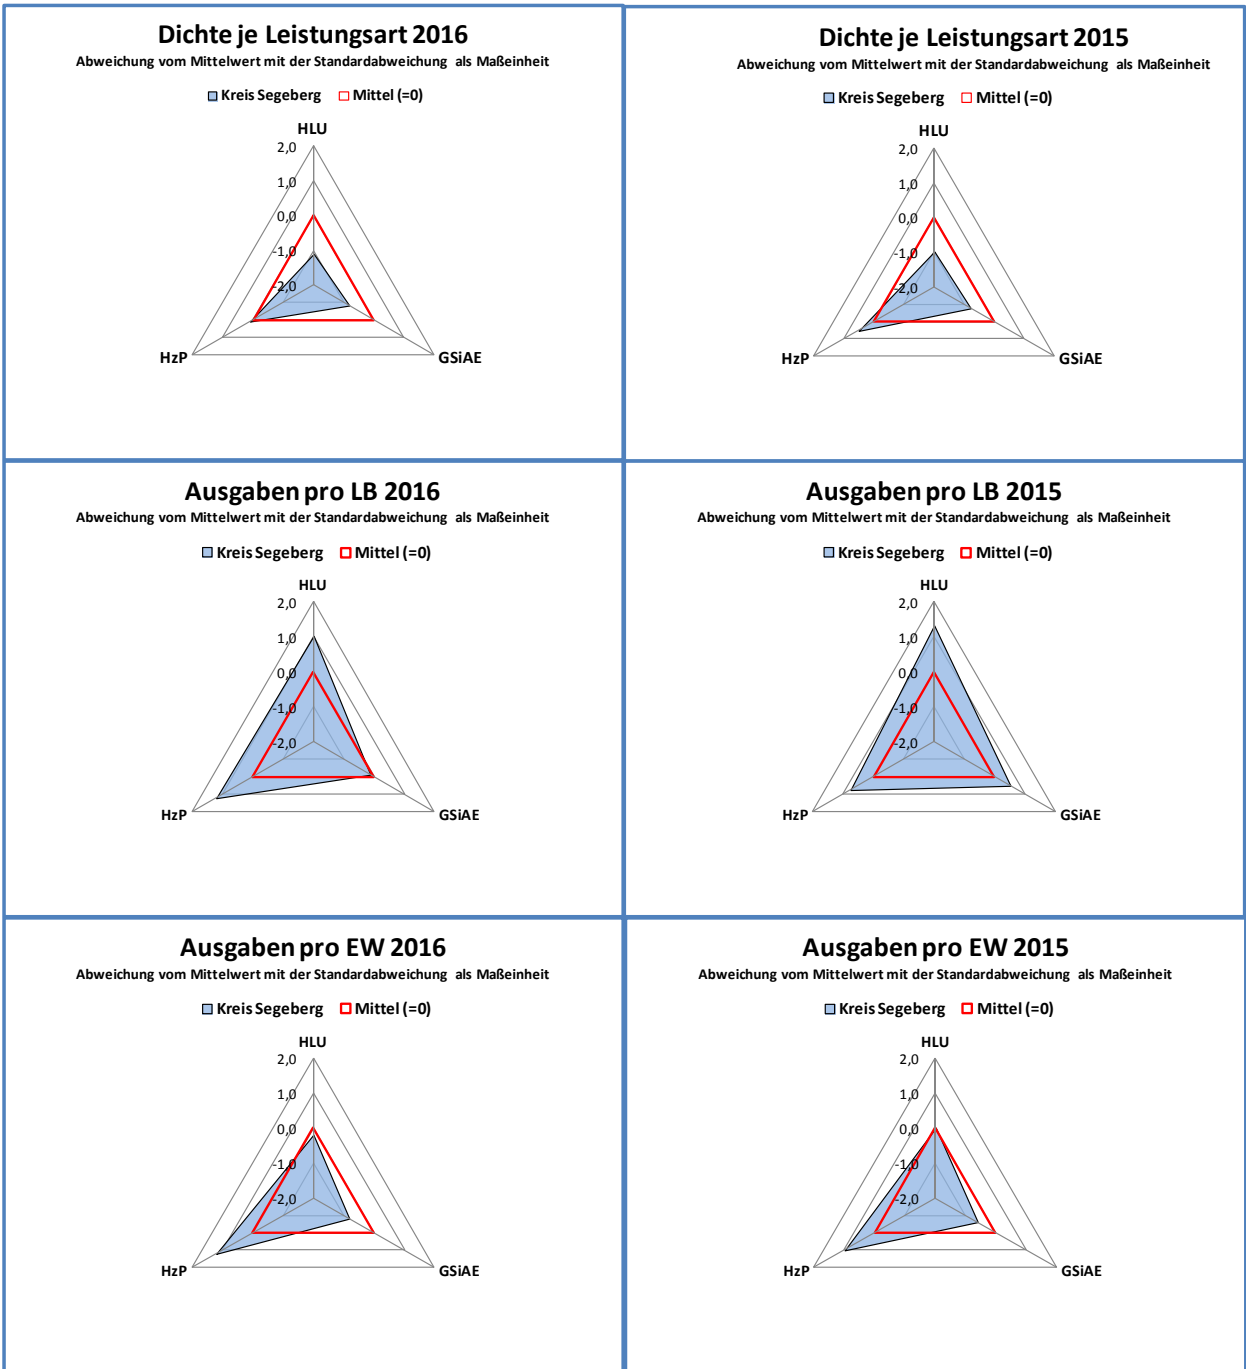 Dichte je Leistungsart 2016
Abweichung vom Mittelwert mit der Standardabweichung als Maßeinheit
Kreis Segeberg Mittel (=0)
HLU
2,0
1,0
0,0
-1,0
-2,0
HzP
GSiAE
Dichte je Leistungsart 2015
Abweichung vom Mittelwert mit der Standardabweichung als Maßeinheit
Kreis Segeberg Mittel (=0)
HLU
2,0
1,0
0,0
-1,0
-2,0
HzP
GSiAE
Ausgaben pro LB 2016
Abweichung vom Mittelwert mit der Standardabweichung als Maßeinheit
Kreis Segeberg Mittel (=0)
HLU
2,0
1,0
0,0
-1,0
-2,0
HzP
GSiAE
Ausgaben pro LB 2015
Abweichung vom Mittelwert mit der Standardabweichung als Maßeinheit
Kreis Segeberg Mittel (=0)
HLU
2,0
1,0
0,0
-1,0
-2,0
HzP
GSiAE
Ausgaben pro EW 2016
Abweichung vom Mittelwert mit der Standardabweichung als Maßeinheit
Kreis Segeberg Mittel (=0)
HLU
2,0
1,0
0,0
-1,0
-2,0
HzP
GSiAE
Ausgaben pro EW 2015
Abweichung vom Mittelwert mit der Standardabweichung als Maßeinheit
Kreis Segeberg Mittel (=0)
HLU
2,0
1,0
0,0
-1,0
-2,0
HzP
GSiAE